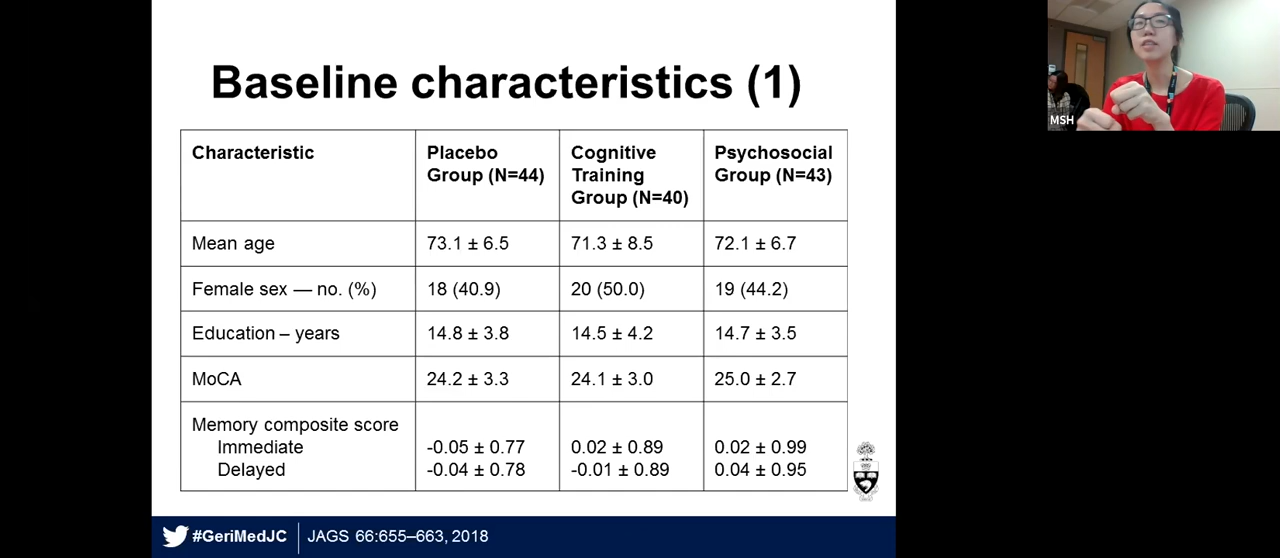 Baseline characteristics (1)
Characteristic
Placebo
Group (N=44)
Cognitive
Training
Group (N=40)
Psychosocial
Group (N=43)
Mean age
73.1 ± 6.5
71.3 ± 8.5
72.1 ± 6.7
Female sex — no. (%)
18 (40.9)
20 (50.0)
19 (44.2)
Education – years
14.8 ± 3.8
14.5 ± 4.2
14.7 ± 3.5
MoCA
24.2 ± 3.3
24.1 ± 3.0
25.0 ± 2.7
Memory composite score
Immediate
-0.05 ± 0.77
0.02 ± 0.89
0.02 ± 0.99
Delayed
-0.04 ± 0.78
-0.01 ± 0.89
0.04 ± 0.95
#GeriMedJC
JAGS 66:655–663, 2018
MSH